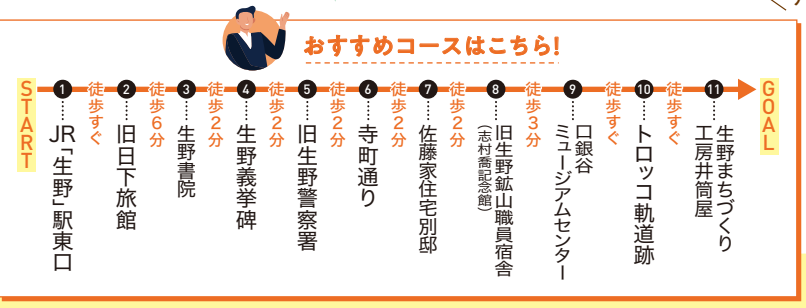 おすすめコースはこちら!
START
1
JR「生野」駅東口
徒歩すぐ
2
旧日下旅館
徒歩6分
3
生野書院
徒歩2分
4
生野義挙碑
徒歩2分
5
旧生野警察署
徒歩2分
6
寺町通り
徒歩2分
7
佐藤家住宅別邸
徒歩2分
8
旧生野鉱山職員宿舎
(志村喬記念館)
徒歩3分
9
口銀谷
ミュージアムセンター
徒歩すぐ
10
トロッコ軌道跡
徒歩すぐ
11
生野まちづくり
工房井筒屋
GOAL